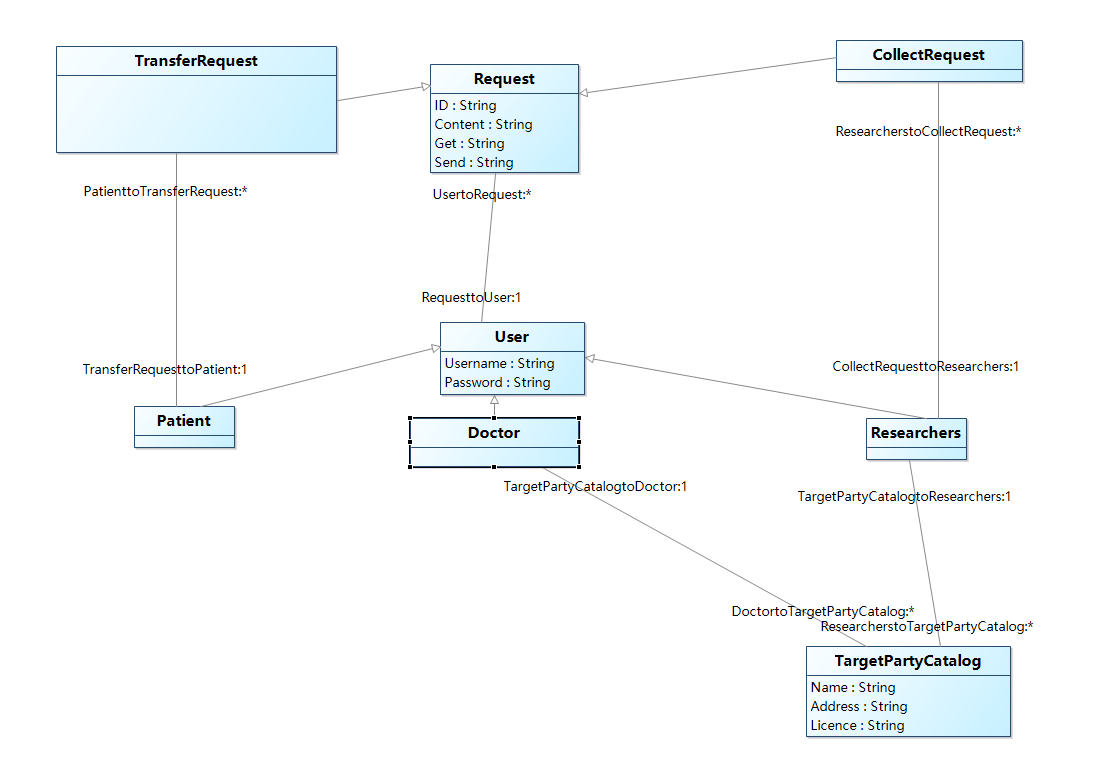 TransferRequest
Request
ID : String
Content : String
Get : String
Send : String
CollectRequest
ResearcherstoCollectRequest:*
PatienttoTransferRequest:*
UsertoRequest:*
RequesttoUser:1
User
Username : String
Password : String
TransferRequesttoPatient:1
CollectRequesttoResearchers:1
Patient
Doctor
Researchers
TargetPartyCatalogtoDoctor:1
TargetPartyCatalogtoResearchers:1
DoctortoTargetPartyCatalog:*
ResearcherstoTargetPartyCatalog:*
TargetPartyCatalog
Name : String
Address : String
Licence : String